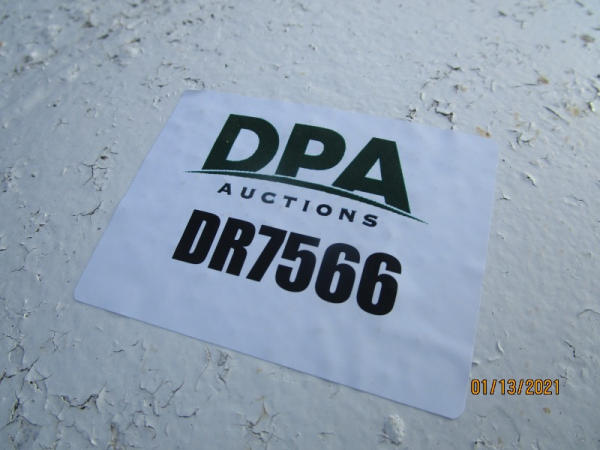 DPA
AUCTIONS
DR7566
01/13/2021